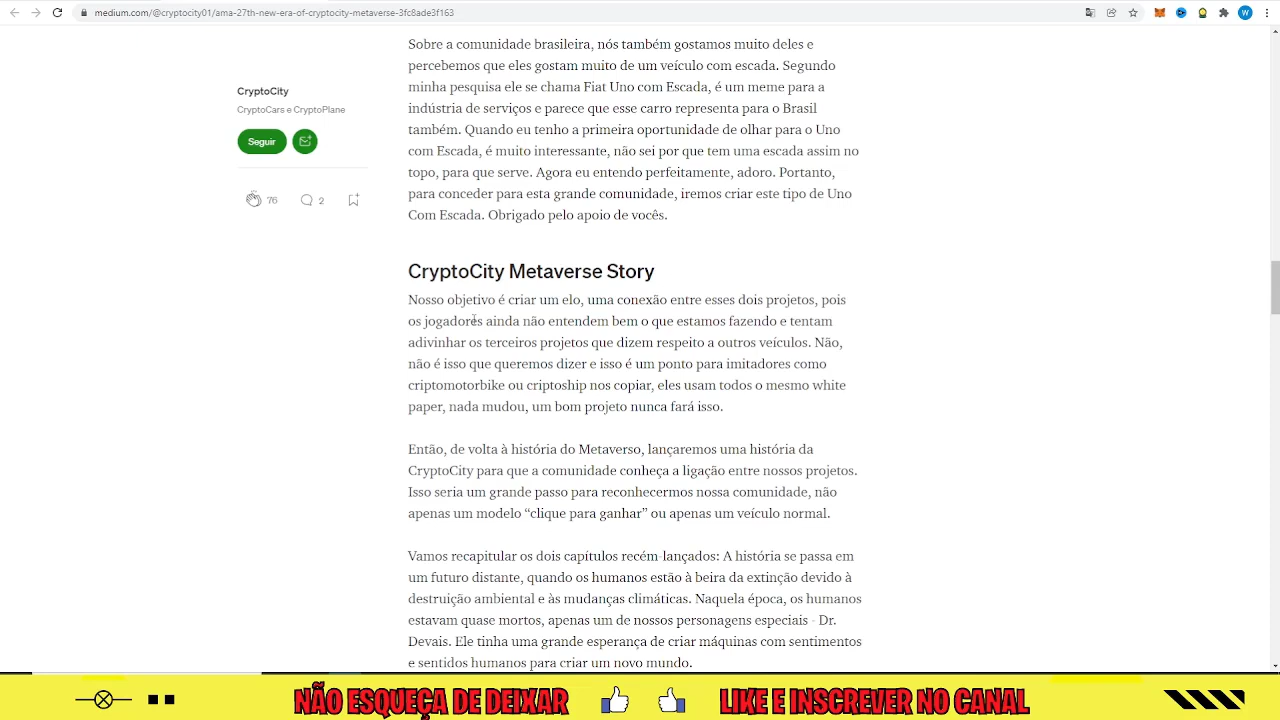 medium.com/@cryptocity01/ama-27th-new-era-of-cryptocity-metaverse-3fc8ade3f163
W
CryptoCity
CryptoCars e CryptoPlane
Seguir
76
2
Sobre a comunidade brasileira, nós também gostamos muito deles e
percebemos que eles gostam muito de um veículo com escada. Segundo
minha pesquisa ele se chama Fiat Uno com Escada, é um meme para a
indústria de serviços e parece que esse carro representa para o Brasil
também. Quando eu tenho a primeira oportunidade de olhar para o Uno
com Escada, é muito interessante, não sei por que tem uma escada assim no
topo, para que serve. Agora eu entendo perfeitamente, adoro. Portanto,
para conceder para esta grande comunidade, iremos criar este tipo de Uno
Com Escada. Obrigado pelo apoio de vocês.
CryptoCity Metaverse Story
Nosso objetivo é criar um elo, uma conexão entre esses dois projetos, pois
os jogadores ainda não entendem bem o que estamos fazendo e tentam
adivinhar os terceiros projetos que dizem respeito a outros veículos. Não,
não é isso que queremos dizer e isso é um ponto para imitadores como
criptomotorbike ou criptoship nos copiar, eles usam todos o mesmo white
paper, nada mudou, um bom projeto nunca fará isso.
Então, de volta à história do Metaverso, lançaremos uma história da
CryptoCity para que a comunidade conheça a ligação entre nossos projetos.
Isso seria um grande passo para reconhecermos nossa comunidade, não
apenas um modelo “clique para ganhar” ou apenas um veículo normal.
Vamos recapitular os dois capítulos recém-lançados: A história se passa em
um futuro distante, quando os humanos estão à beira da extinção devido à
destruição ambiental e às mudanças climáticas. Naquela época, os humanos
estavam quase mortos, apenas um de nossos personagens especiais - Dr.
Devais. Ele tinha uma grande esperança de criar máquinas com sentimentos
e sentidos humanos para criar um novo mundo.
NÃO ESQUEÇA DE DEIXAR LIKE E INSCREVER NO CANAL